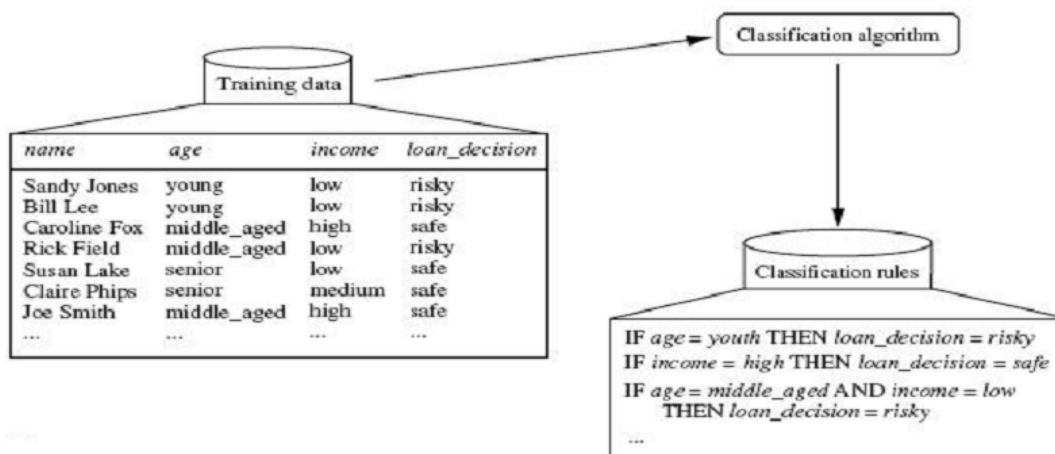 Classification algorithm
Training data
name age income loan_decision
Sandy Jones young low risky
Bill Lee young low risky
Caroline Fox middle_aged high safe
Rick Field middle_aged low risky
Susan Lake senior low safe
Claire Phips senior medium safe
Joe Smith middle_aged high safe
... ... ... ...
Classification rules
IF age = youth THEN loan_decision = risky
IF income = high THEN loan_decision = safe
IF age = middle_aged AND income = low
THEN loan_decision = risky
...